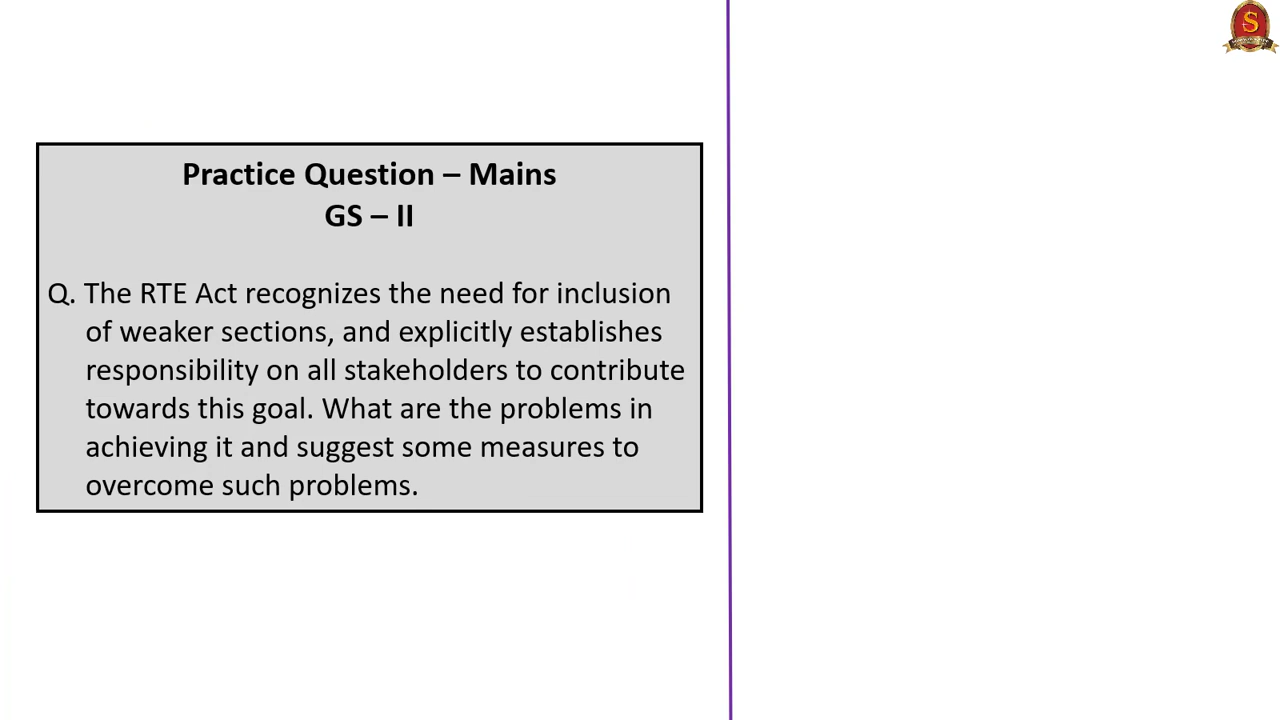 Practice Question – Mains
GS – II
Q. The RTE Act recognizes the need for inclusion
of weaker sections, and explicitly establishes
responsibility on all stakeholders to contribute
towards this goal. What are the problems in
achieving it and suggest some measures to
overcome such problems.
S